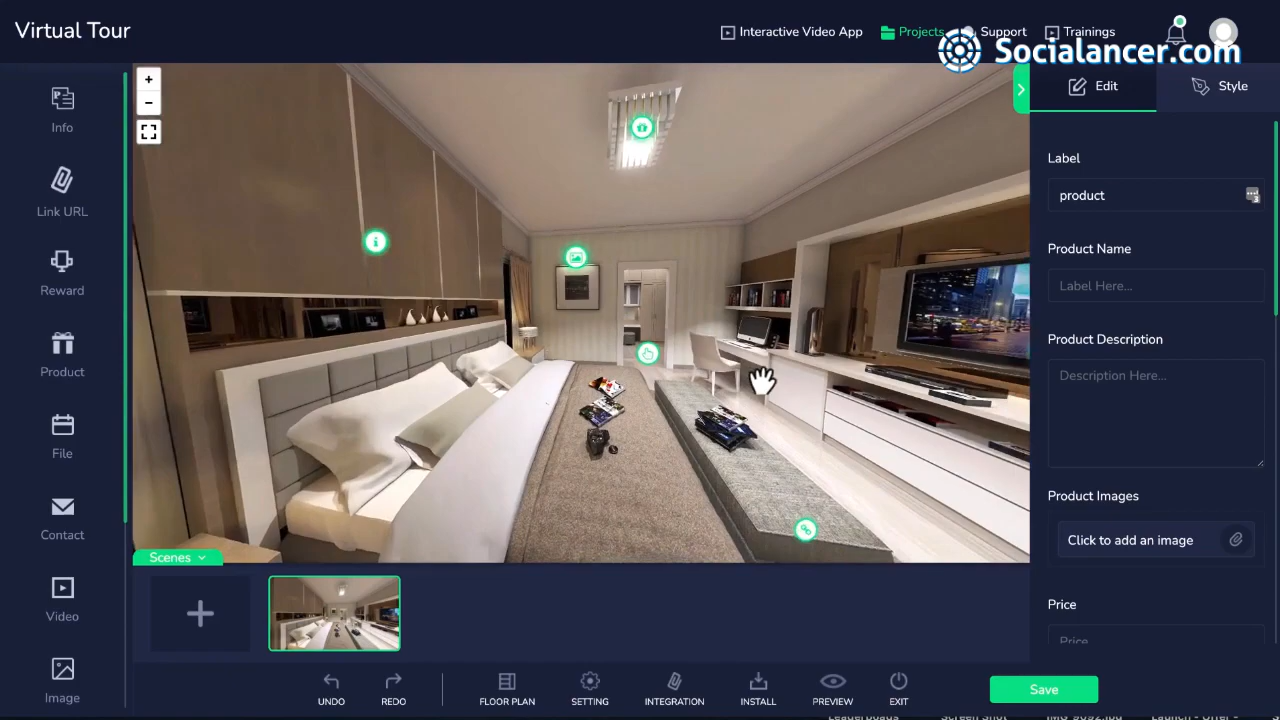 Virtual Tour
Interactive Video App
Projects
Support
Trainings
Socialancer.com
Info
Link URL
Reward
Product
File
Contact
Video
Image
+
−
Scenes
+
Edit
Style
Label
product
Product Name
Label Here...
Product Description
Description Here...
Product Images
Click to add an image
Price
Price
UNDO
REDO
FLOOR PLAN
SETTING
INTEGRATION
INSTALL
PREVIEW
EXIT
Save